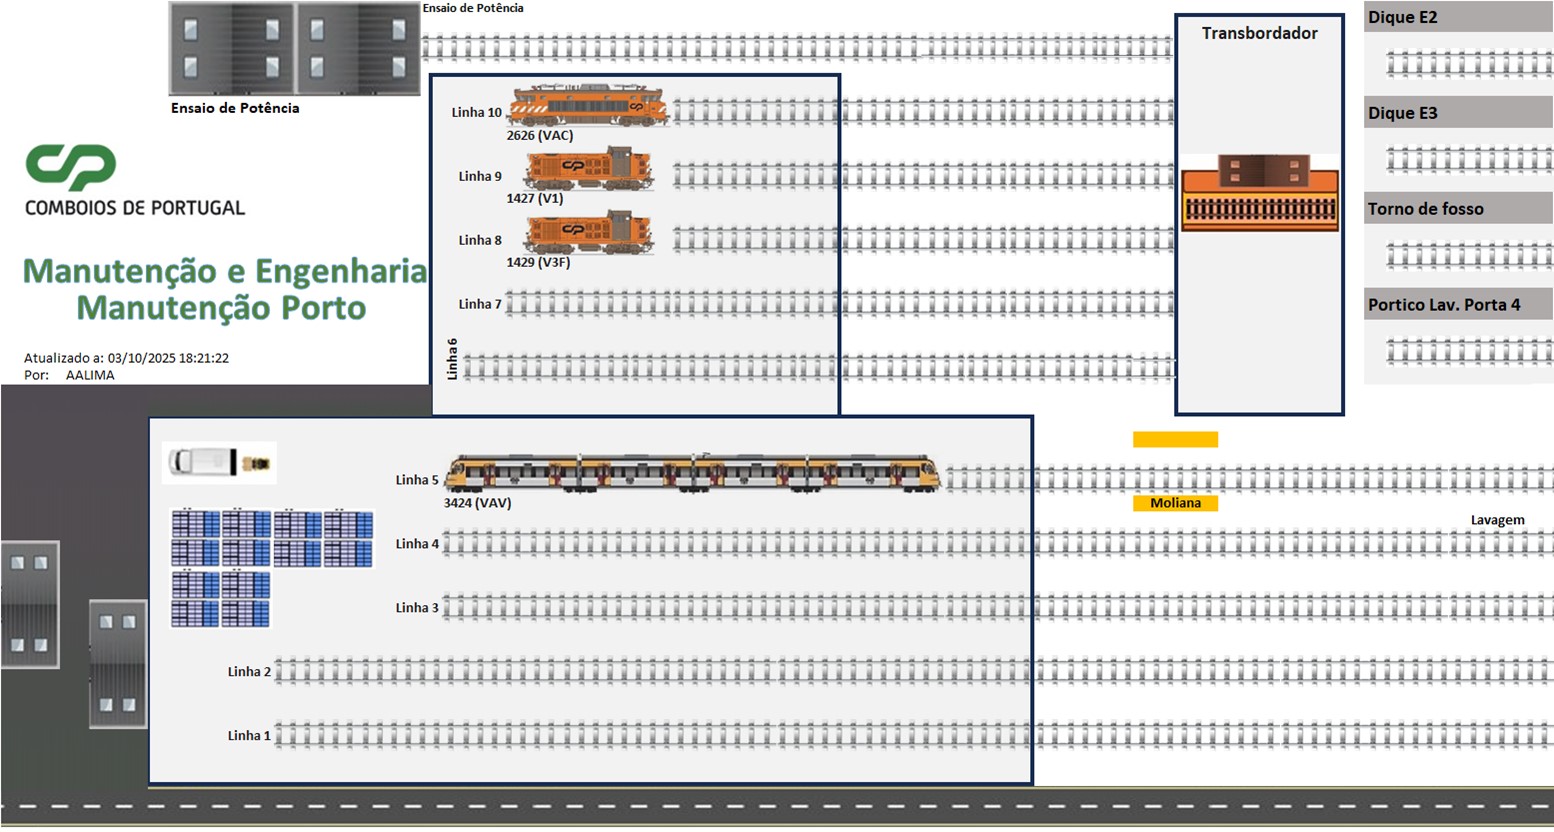 Ensaio de Potência
Ensaio de Potência
CP
COMBOIOS DE PORTUGAL
Manutenção e Engenharia
Manutenção Porto
Atualizado a: 03/10/2025 18:21:22
Por: AALIMA
Linha 10
2626 (VAC)
Linha 9
1427 (V1)
Linha 8
1429 (V3F)
Linha 7
Linha 6
Transbordador
Dique E2
Dique E3
Torno de fosso
Portico Lav. Porta 4
Linha 5
3424 (VAV)
Moliana
Lavagem
Linha 4
Linha 3
Linha 2
Linha 1